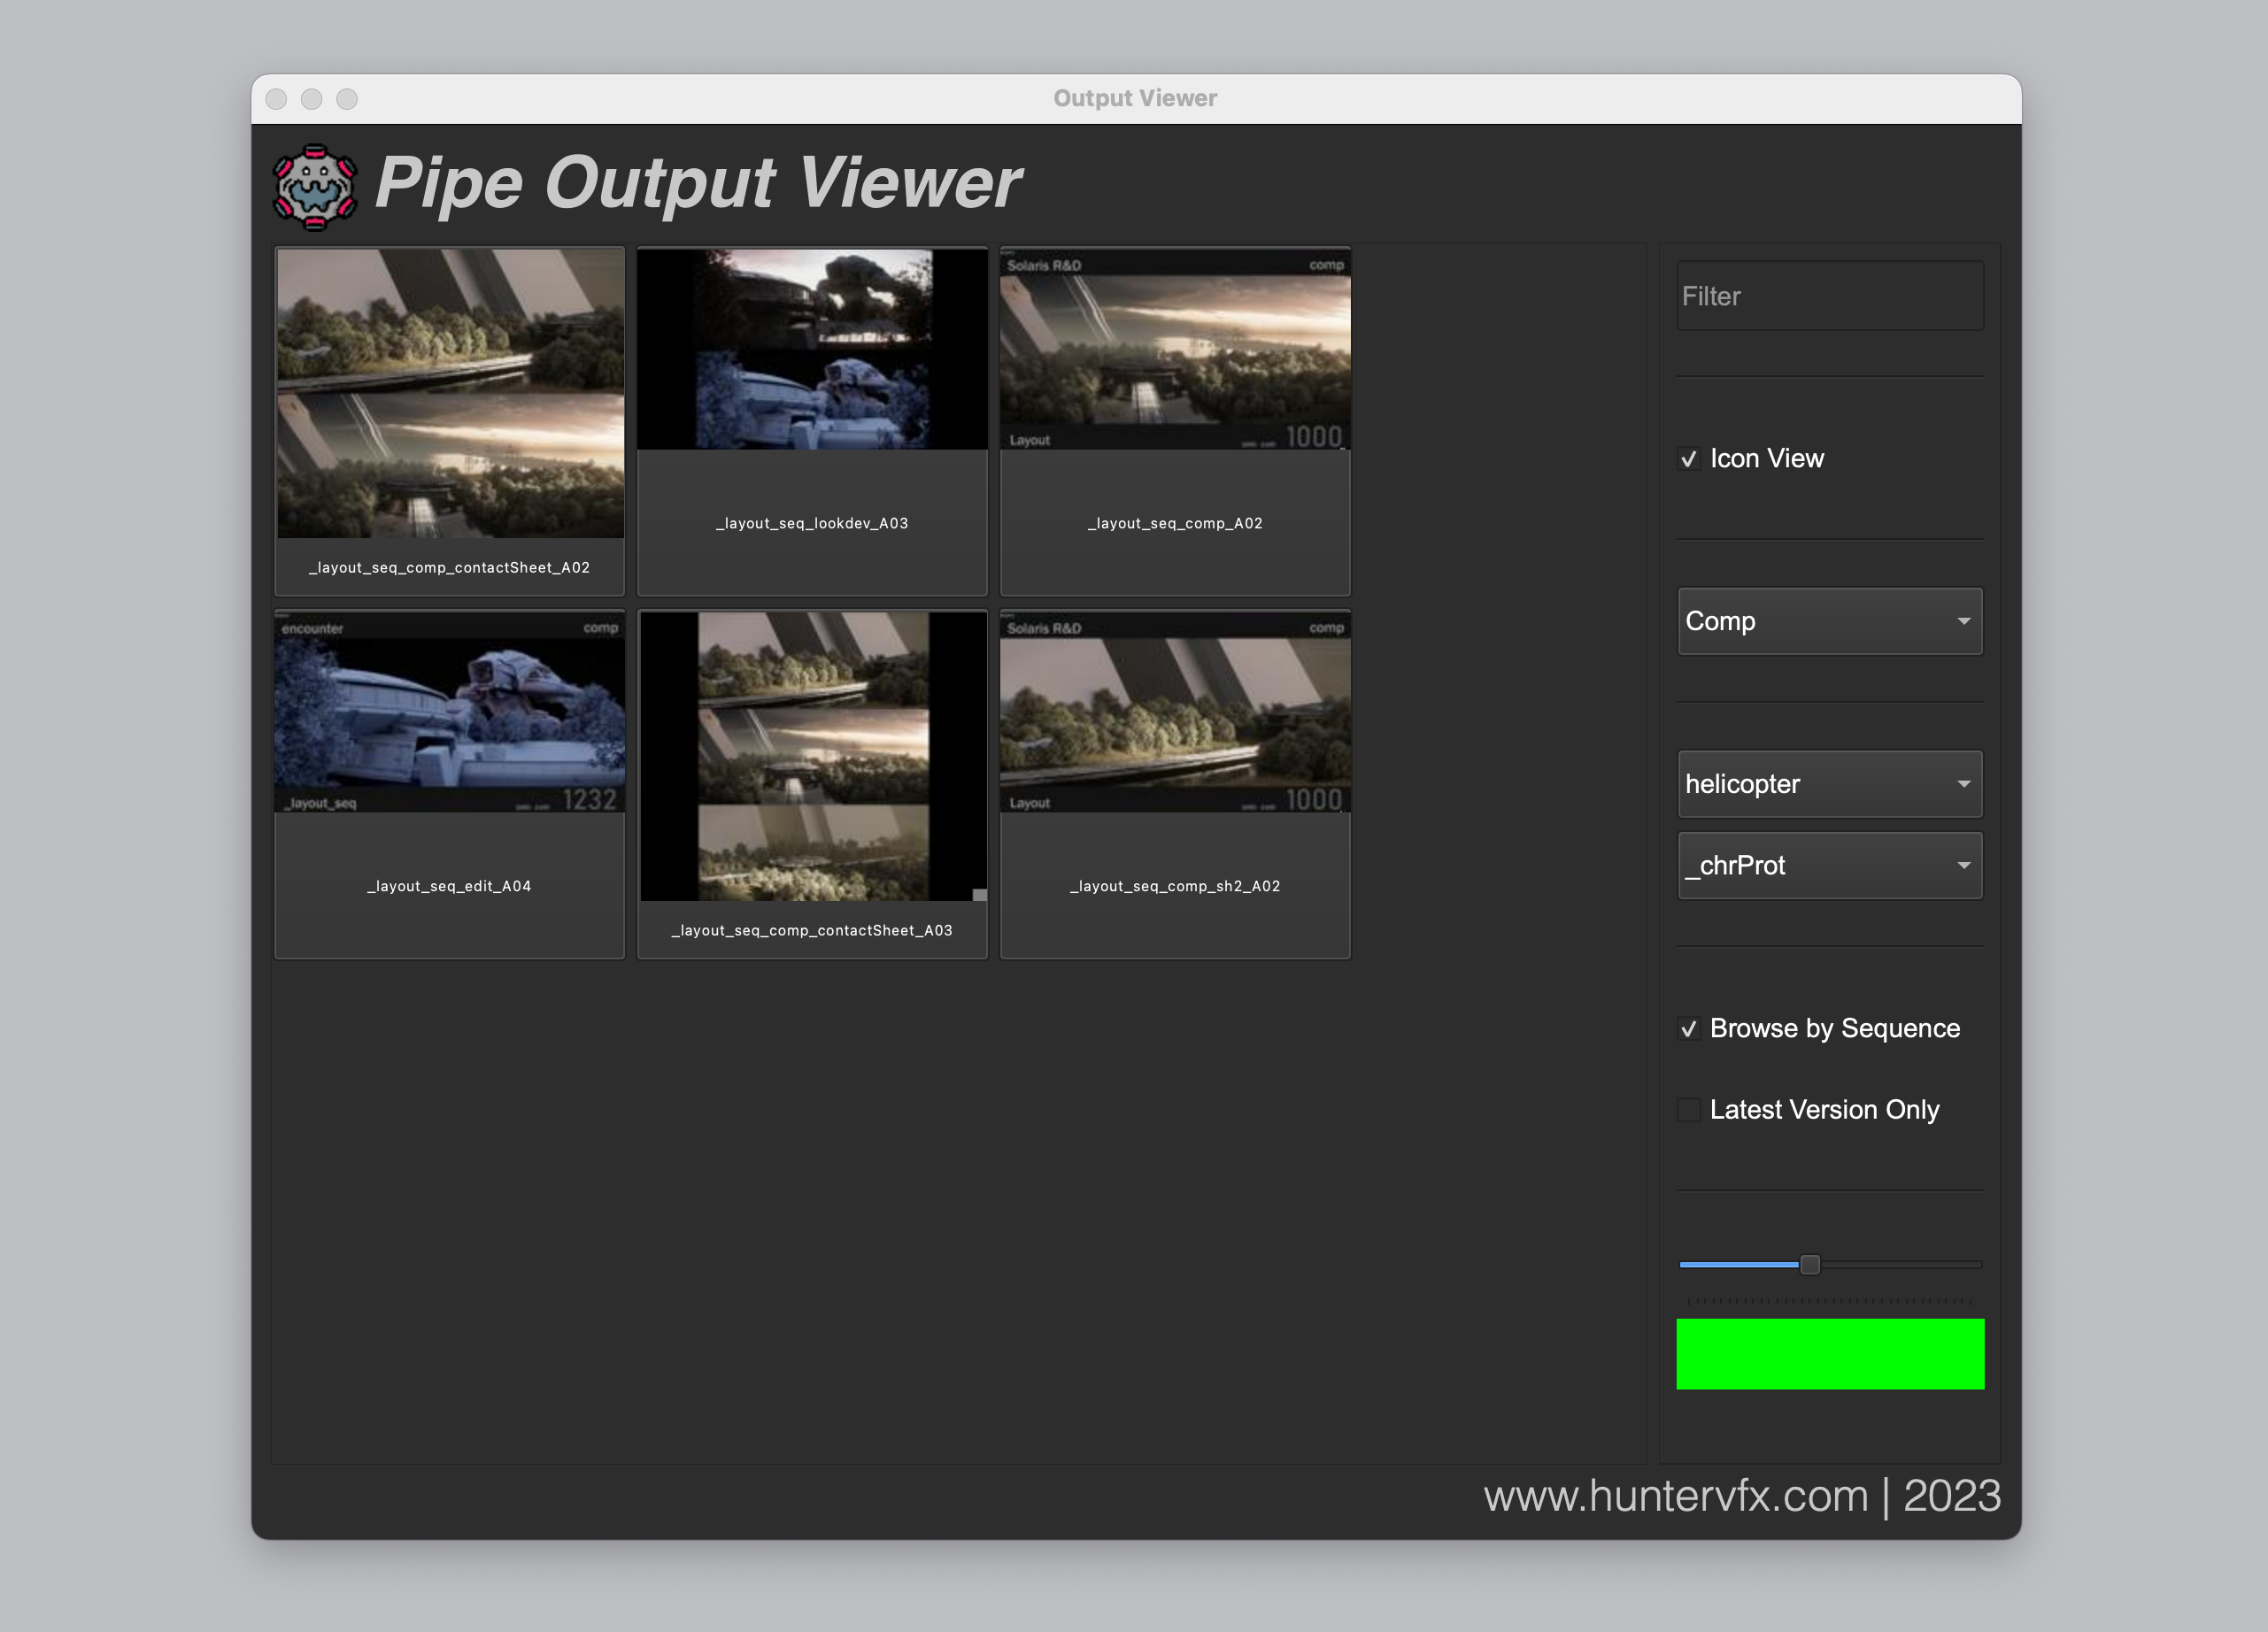 Output Viewer
Pipe Output Viewer
Solaris R&D comp
Layout 1000
_layout_seq_comp_contactSheet_A02
_layout_seq_lookdev_A03
_layout_seq_comp_A02
encounter comp
_layout_seq 1232
Solaris R&D comp
Layout 1000
_layout_seq_edit_A04
_layout_seq_comp_contactSheet_A03
_layout_seq_comp_sh2_A02
Filter
Icon View
Comp
helicopter
_chrProt
Browse by Sequence
Latest Version Only
www.huntervfx.com | 2023